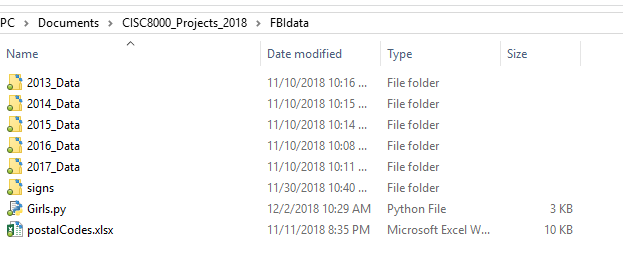 PC > Documents > CISC8000_Projects_2018 > FBIdata
Name Date modified Type Size
2013_Data 11/10/2018 10:16 ... File folder
2014_Data 11/10/2018 10:15 ... File folder
2015_Data 11/10/2018 10:14 ... File folder
2016_Data 11/10/2018 10:08 ... File folder
2017_Data 11/10/2018 10:11 ... File folder
signs 11/30/2018 10:40 ... File folder
Girls.py 12/2/2018 10:29 AM Python File 3 KB
postalCodes.xlsx 11/11/2018 8:35 PM Microsoft Excel W... 10 KB